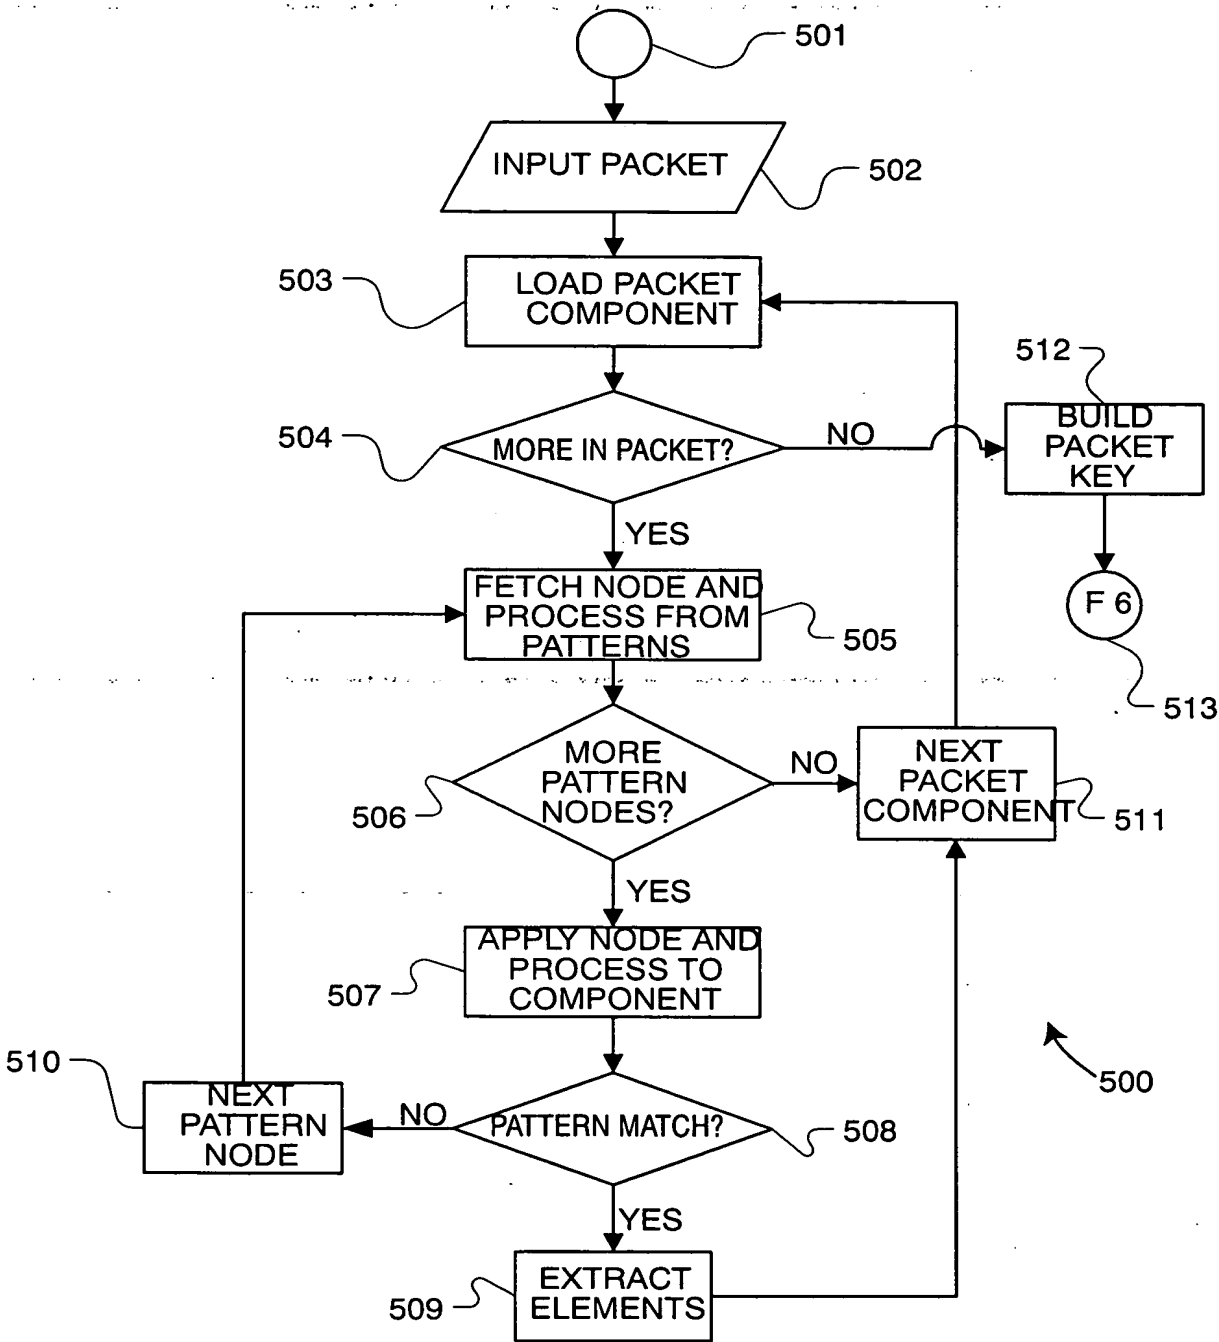 501
INPUT PACKET
502
503
LOAD PACKET
COMPONENT
504
MORE IN PACKET?
NO
512
BUILD
PACKET
KEY
YES
FETCH NODE AND
PROCESS FROM
PATTERNS
505
F 6
513
506
MORE
PATTERN
NODES?
NO
NEXT
PACKET
COMPONENT
511
YES
507
APPLY NODE AND
PROCESS TO
COMPONENT
500
510
NEXT
PATTERN
NODE
NO
PATTERN MATCH?
508
YES
509
EXTRACT
ELEMENTS